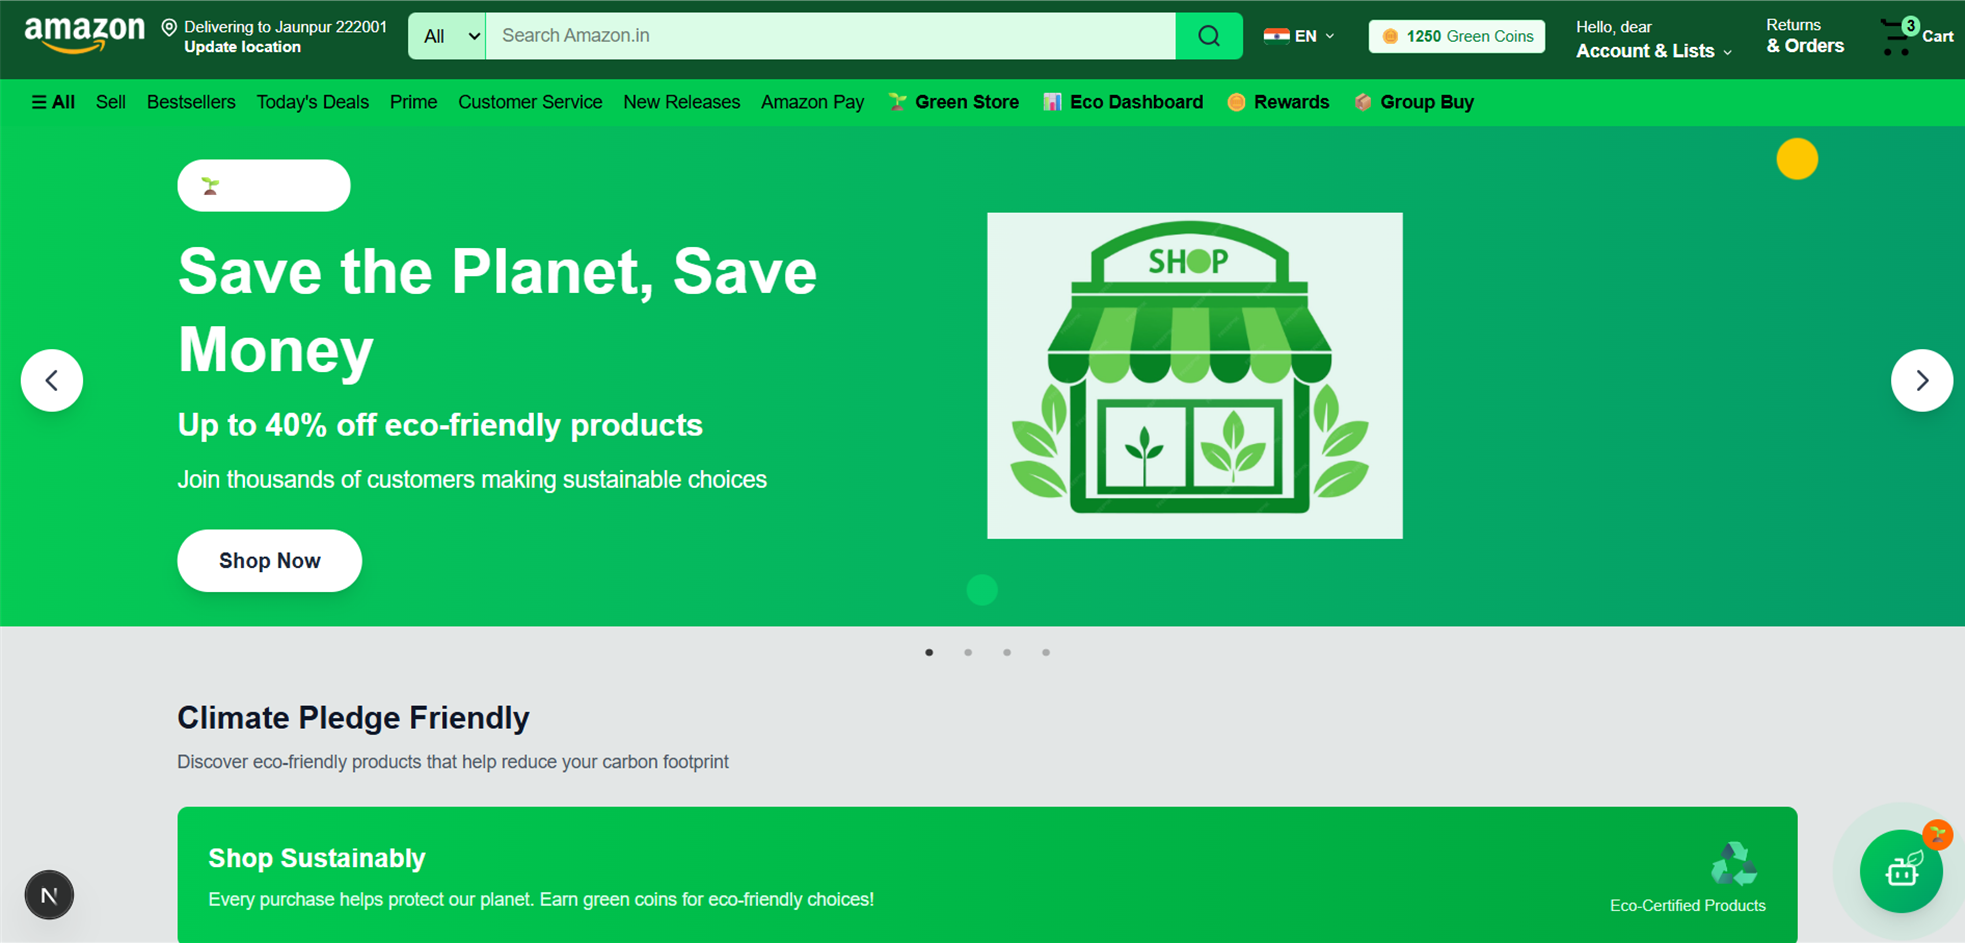 amazon
Delivering to Jaunpur 222001
Update location
All
Search Amazon.in
EN
1250 Green Coins
Hello, dear
Account & Lists
Returns
& Orders
3
Cart
All
Sell
Bestsellers
Today's Deals
Prime
Customer Service
New Releases
Amazon Pay
Green Store
Eco Dashboard
Rewards
Group Buy
Save the Planet, Save
Money
Up to 40% off eco-friendly products
Join thousands of customers making sustainable choices
Shop Now
SHOP
Climate Pledge Friendly
Discover eco-friendly products that help reduce your carbon footprint
Shop Sustainably
Every purchase helps protect our planet. Earn green coins for eco-friendly choices!
Eco-Certified Products
N